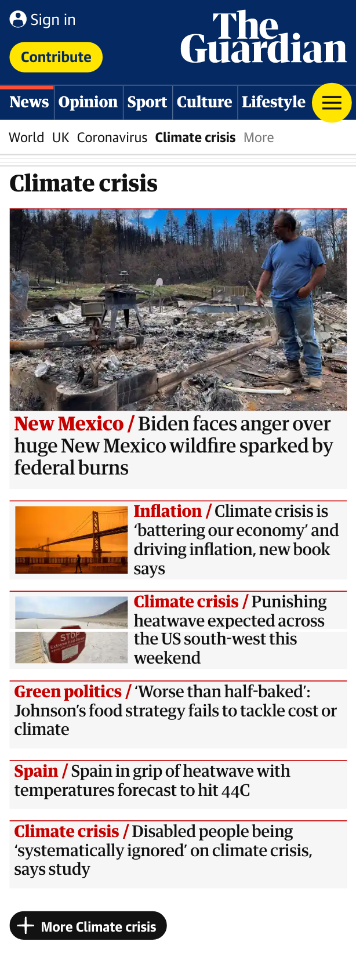 Sign in
The
Guardian
Contribute
News Opinion Sport Culture Lifestyle
World UK Coronavirus Climate crisis More
Climate crisis
New Mexico / Biden faces anger over
huge New Mexico wildfire sparked by
federal burns
Inflation / Climate crisis is
‘battering our economy’ and
driving inflation, new book
says
Climate crisis / Punishing
heatwave expected across
the US south-west this
weekend
STOP
Green politics / ‘Worse than half-baked’:
Johnson’s food strategy fails to tackle cost or
climate
Spain / Spain in grip of heatwave with
temperatures forecast to hit 44C
Climate crisis / Disabled people being
‘systematically ignored’ on climate crisis,
says study
More Climate crisis